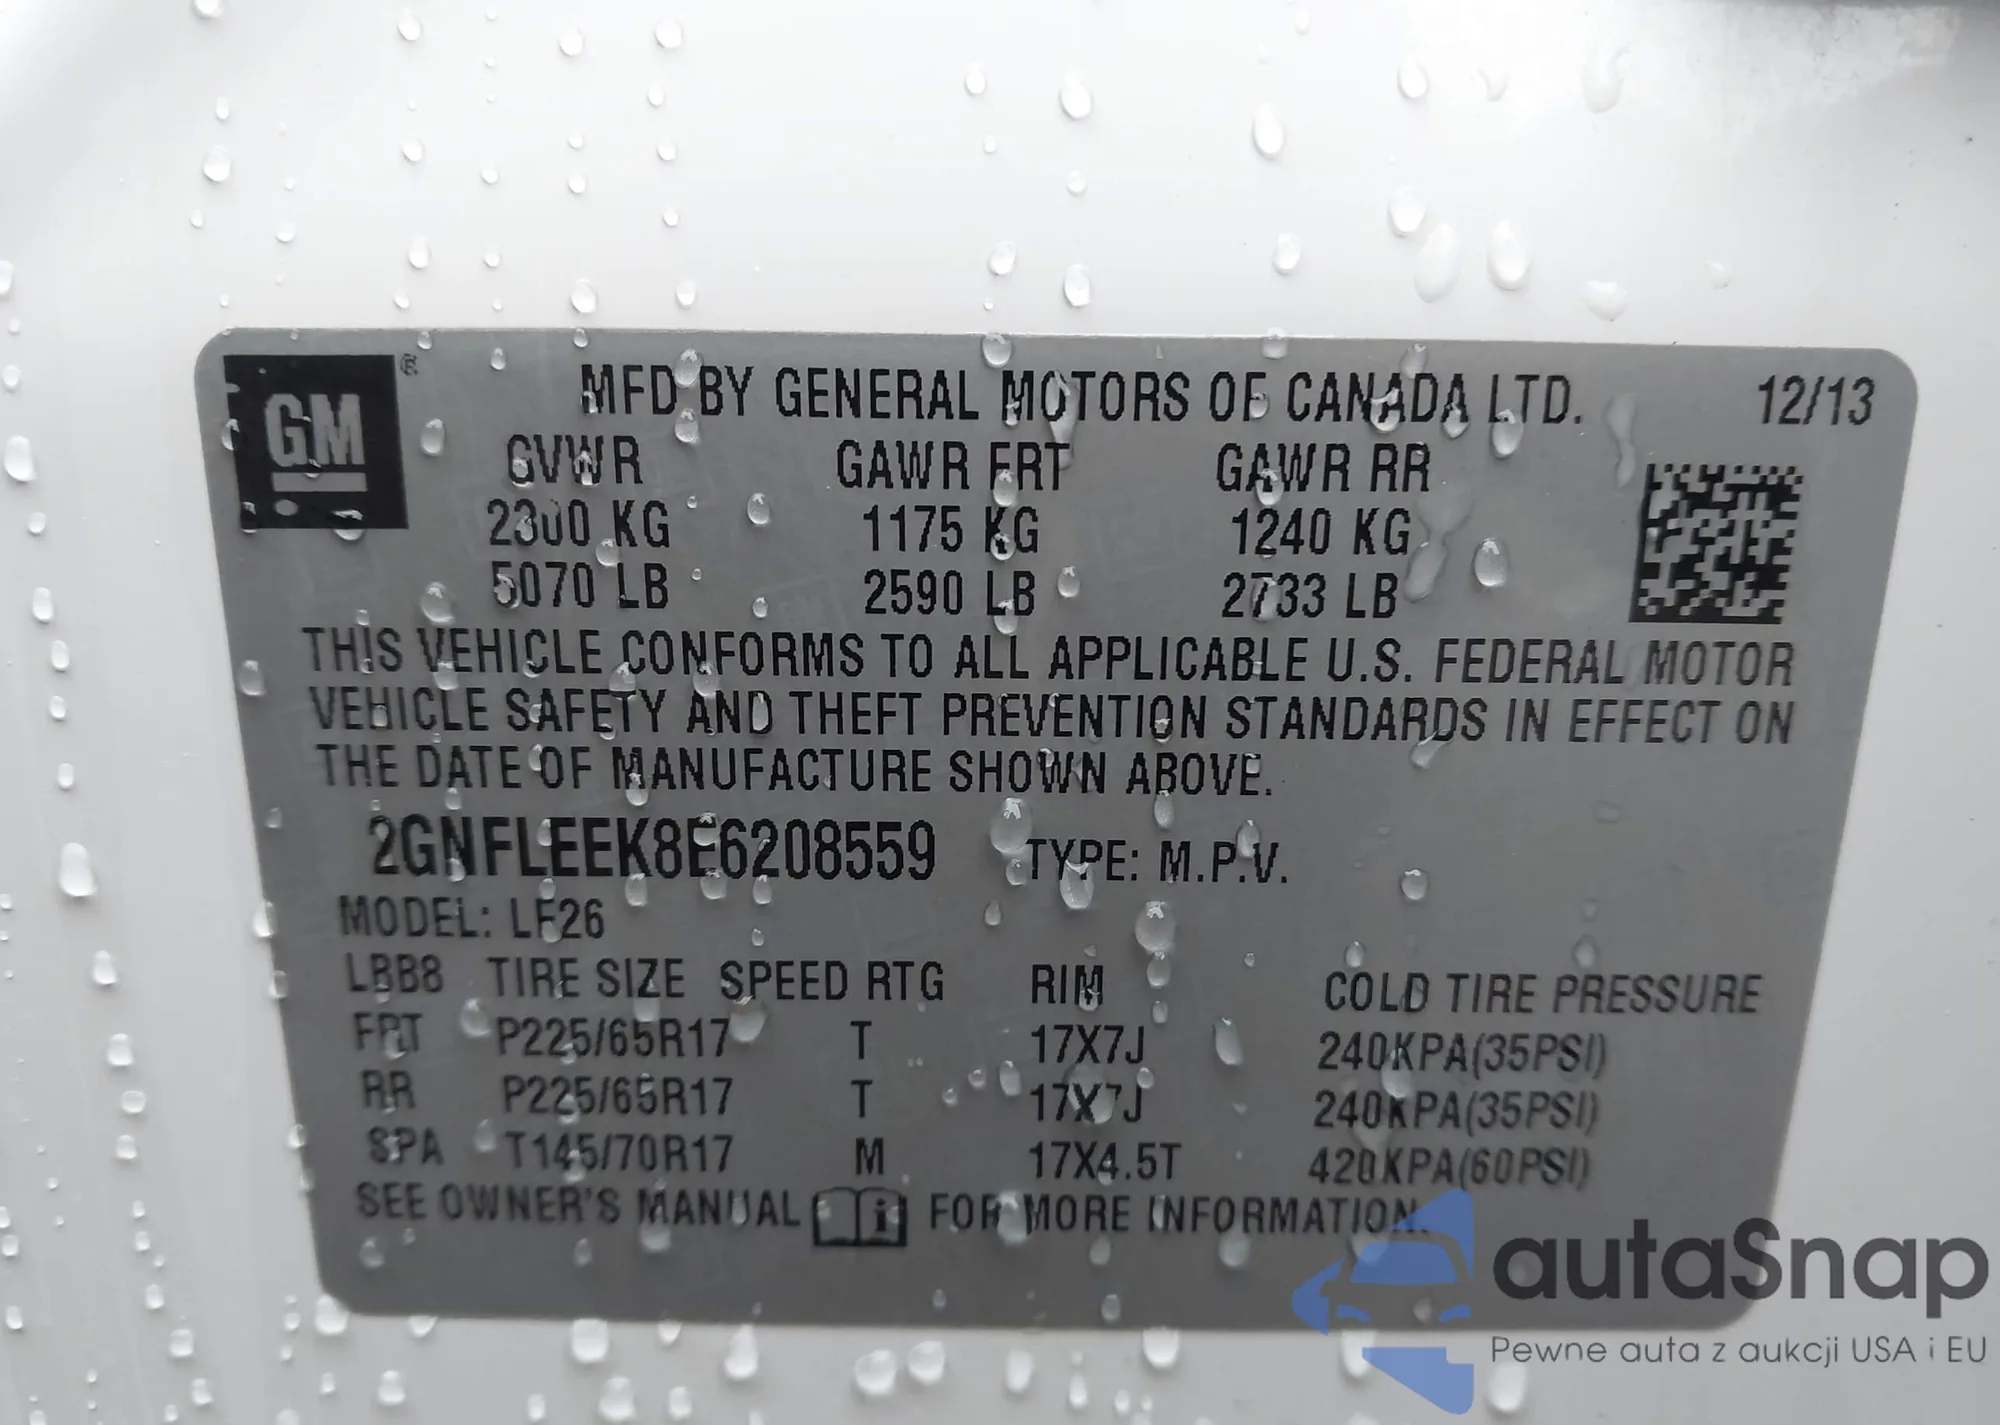 GM ®
MFD BY GENERAL MOTORS OF CANADA LTD. 12/13
GVWR GAWR FRT GAWR RR
2300 KG 1175 KG 1240 KG
5070 LB 2590 LB 2733 LB
THIS VEHICLE CONFORMS TO ALL APPLICABLE U.S. FEDERAL MOTOR
VEHICLE SAFETY AND THEFT PREVENTION STANDARDS IN EFFECT ON
THE DATE OF MANUFACTURE SHOWN ABOVE.
2GNFLEEK8E6208559 TYPE: M.P.V.
MODEL: LF26
LBB8 TIRE SIZE SPEED RTG RIM COLD TIRE PRESSURE
FRT P225/65R17 T 17X7J 240KPA(35PSI)
RR P225/65R17 T 17X7J 240KPA(35PSI)
SPA T145/70R17 M 17X4.5T 420KPA(60PSI)
SEE OWNER'S MANUAL i FOR MORE INFORMATION.
autaSnap
Pewne auta z aukcji USA i EU